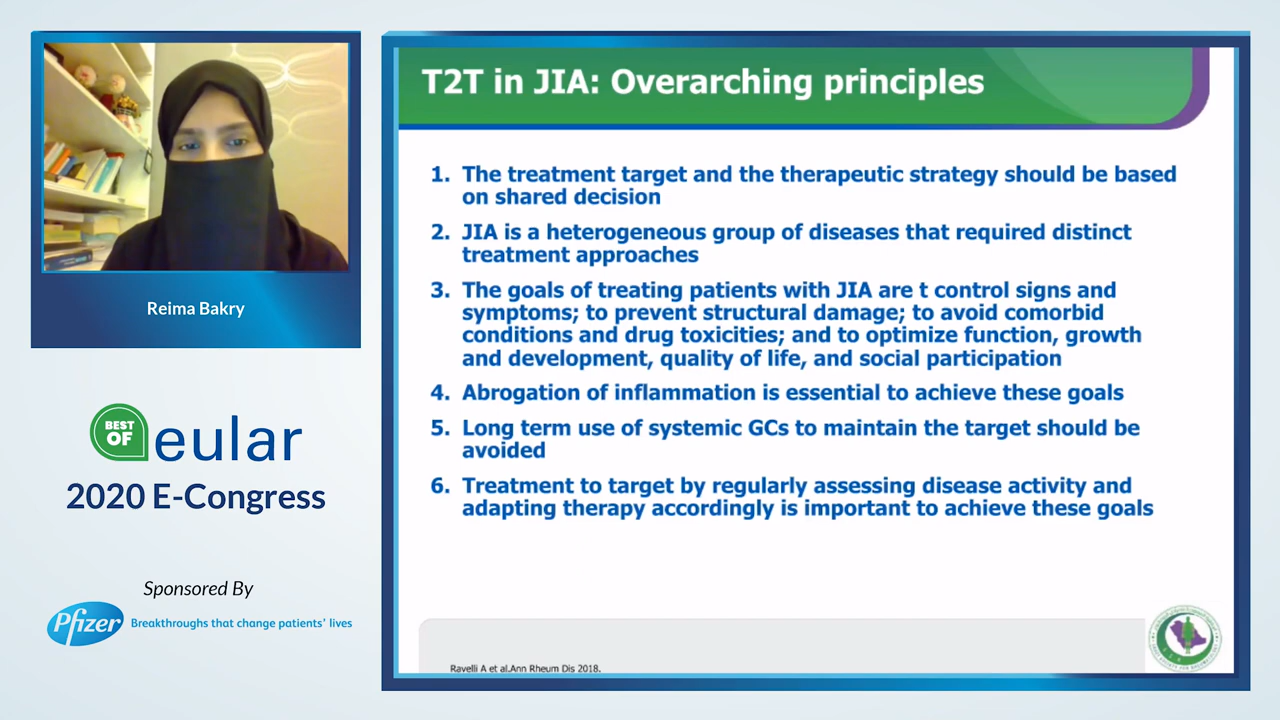 T2T in JIA: Overarching principles
1. The treatment target and the therapeutic strategy should be based
on shared decision
2. JIA is a heterogeneous group of diseases that required distinct
treatment approaches
3. The goals of treating patients with JIA are t control signs and
symptoms; to prevent structural damage; to avoid comorbid
conditions and drug toxicities; and to optimize function, growth
and development, quality of life, and social participation
4. Abrogation of inflammation is essential to achieve these goals
5. Long term use of systemic GCs to maintain the target should be
avoided
6. Treatment to target by regularly assessing disease activity and
adapting therapy accordingly is important to achieve these goals
Ravelli A et al.Ann Rheum Dis 2018.
Reima Bakry
BEST
OF
eular
2020 E-Congress
Sponsored By
Pfizer
Breakthroughs that change patients' lives